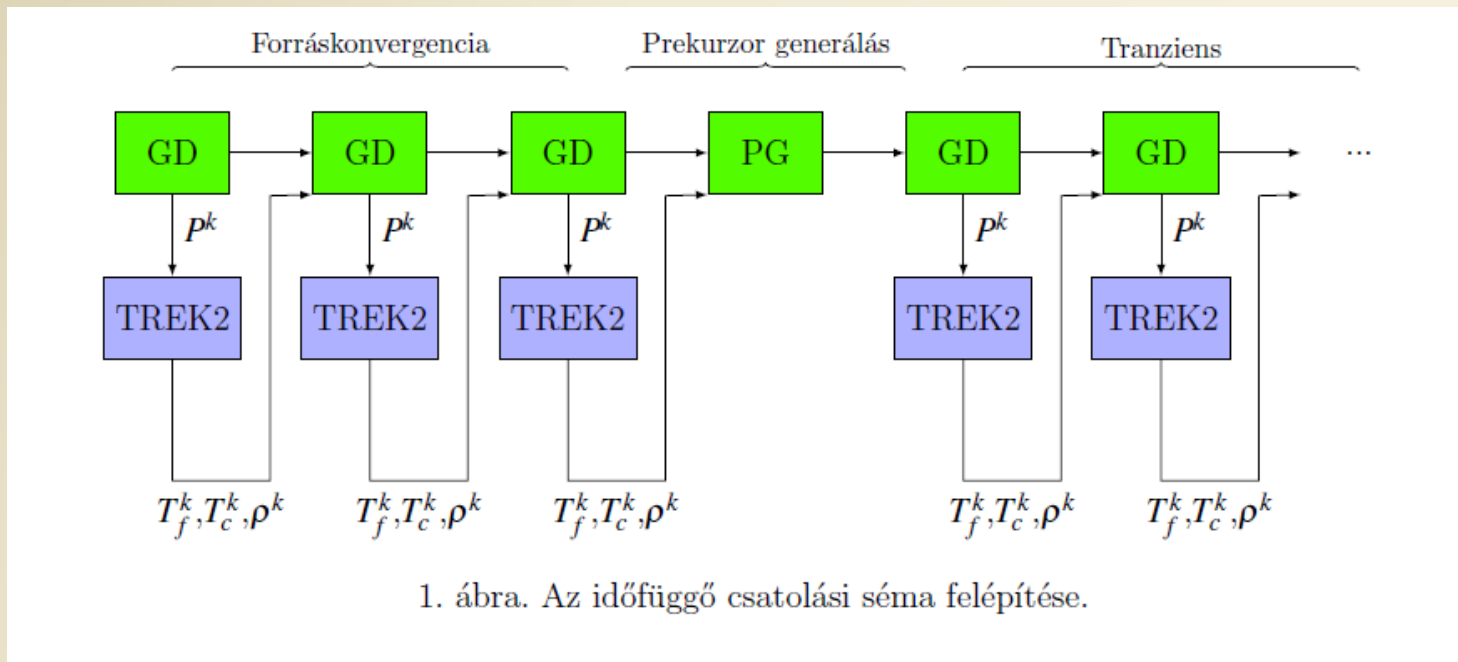 Forráskonvergencia Prekurzor generálás Tranziens
GD GD GD PG GD GD ...
P^k P^k P^k P^k P^k
TREK2 TREK2 TREK2 TREK2 TREK2
T_f^k,T_c^k,ρ^k T_f^k,T_c^k,ρ^k T_f^k,T_c^k,ρ^k T_f^k,T_c^k,ρ^k T_f^k,T_c^k,ρ^k
1. ábra. Az időfüggő csatolási séma felépítése.